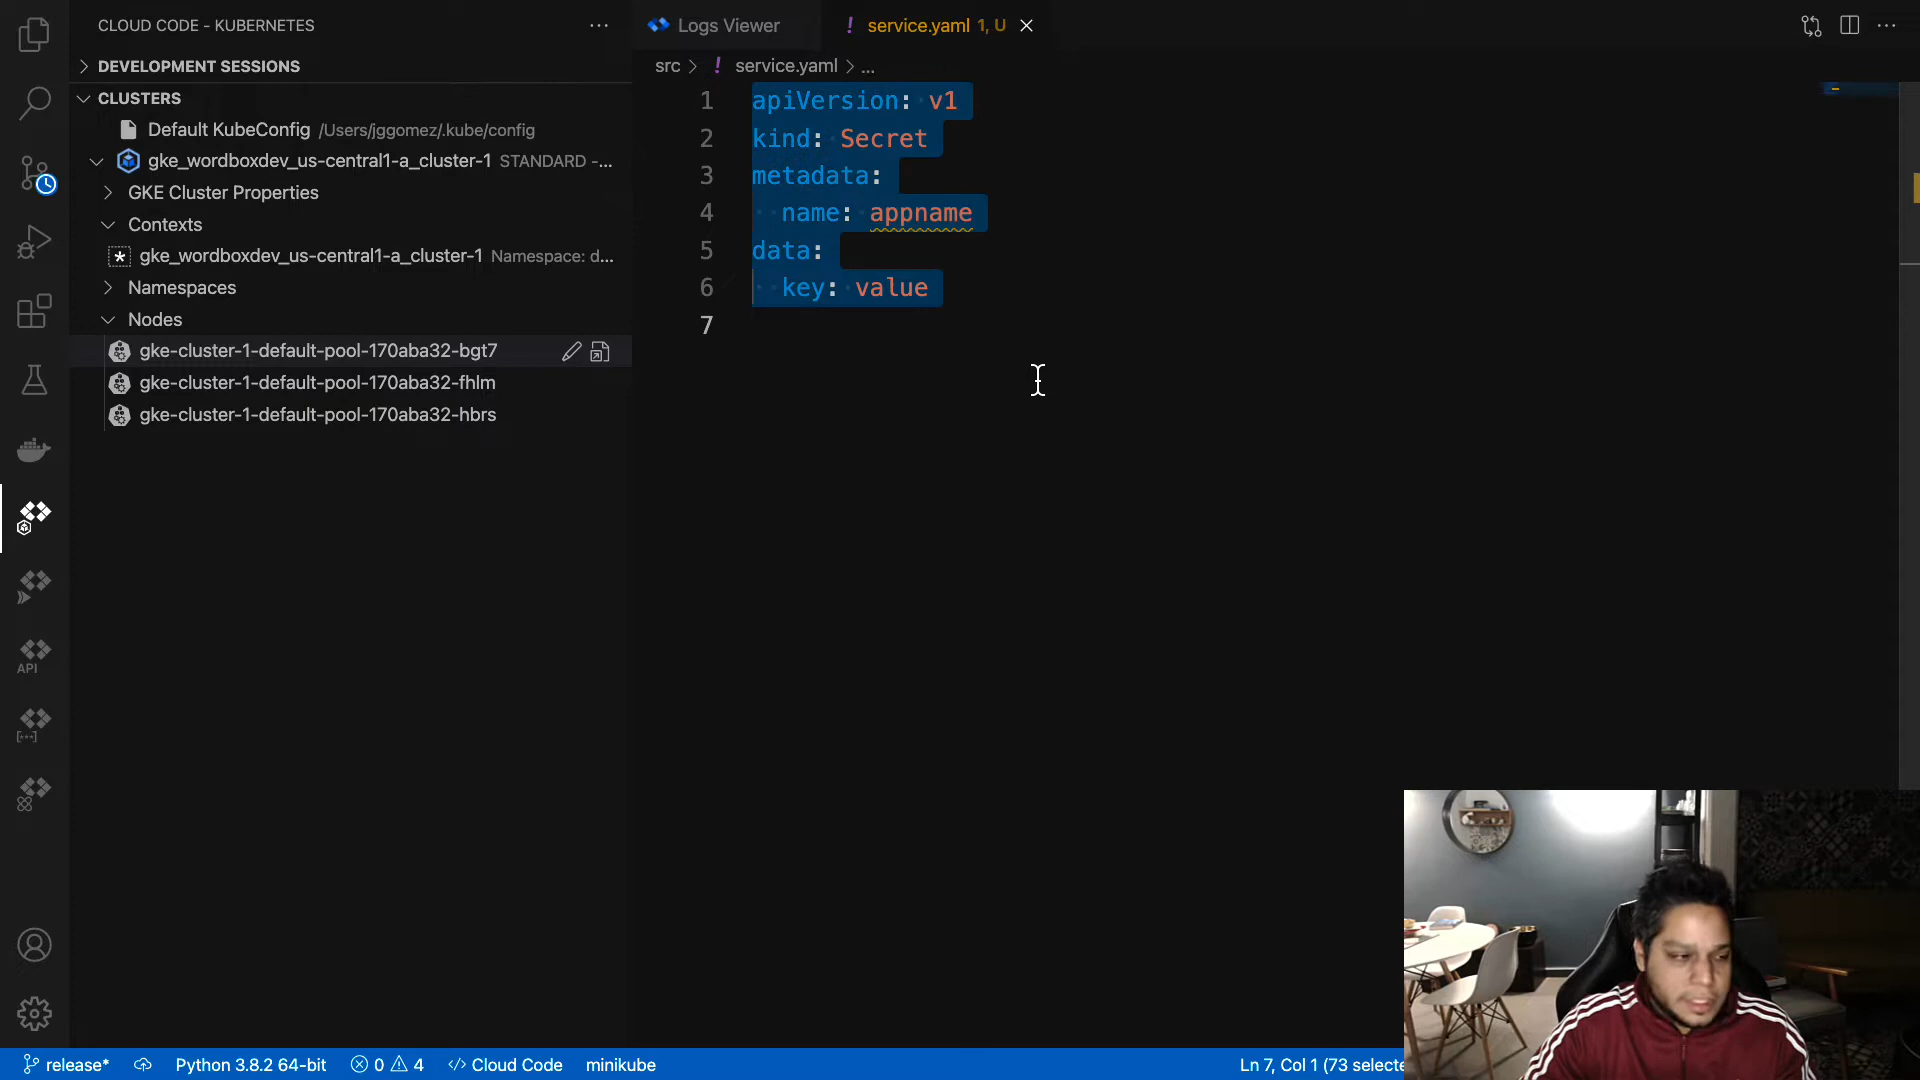 CLOUD CODE - KUBERNETES
DEVELOPMENT SESSIONS
CLUSTERS
Default KubeConfig /Users/jggomez/.kube/config
gke_wordboxdev_us-central1-a_cluster-1 STANDARD -...
GKE Cluster Properties
Contexts
gke_wordboxdev_us-central1-a_cluster-1 Namespace: d...
Namespaces
Nodes
gke-cluster-1-default-pool-170aba32-bgt7
gke-cluster-1-default-pool-170aba32-fhlm
gke-cluster-1-default-pool-170aba32-hbrs
API
Logs Viewer
! service.yaml 1, U
src > ! service.yaml > ...
1 apiVersion: v1
2 kind: Secret
3 metadata:
4 name: appname
5 data:
6 key: value
7
release* Python 3.8.2 64-bit 0 4 Cloud Code minikube Ln 7, Col 1 (73 selecte